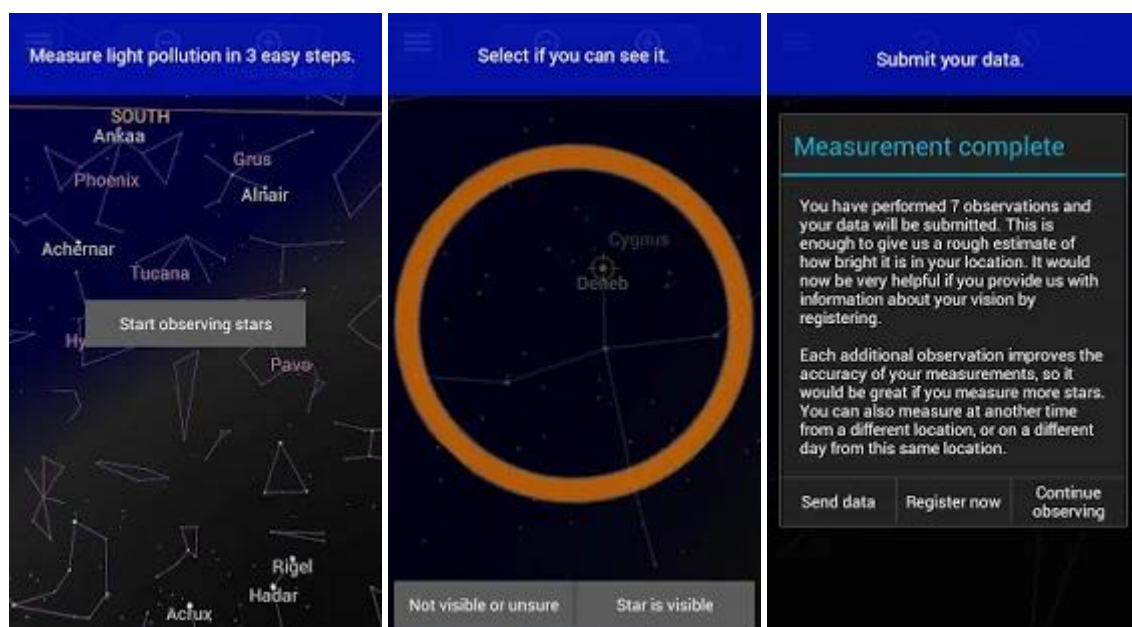 Measure light pollution in 3 easy steps.
SOUTH
Ankaa
Grus
Phoenix
Alnair
Achernar
Tucana
Start observing stars
Hy
Pavo
Rigel
Hadar
Acrux
Select if you can see it.
Cygnus
Deneb
Not visible or unsure
Star is visible
Submit your data.
Measurement complete
You have performed 7 observations and
your data will be submitted. This is
enough to give us a rough estimate of
how bright it is in your location. It would
now be very helpful if you provide us with
information about your vision by
registering.
Each additional observation improves the
accuracy of your measurements, so it
would be great if you measure more stars.
You can also measure at another time
from a different location, or on a different
day from this same location.
Send data
Register now
Continue
observing